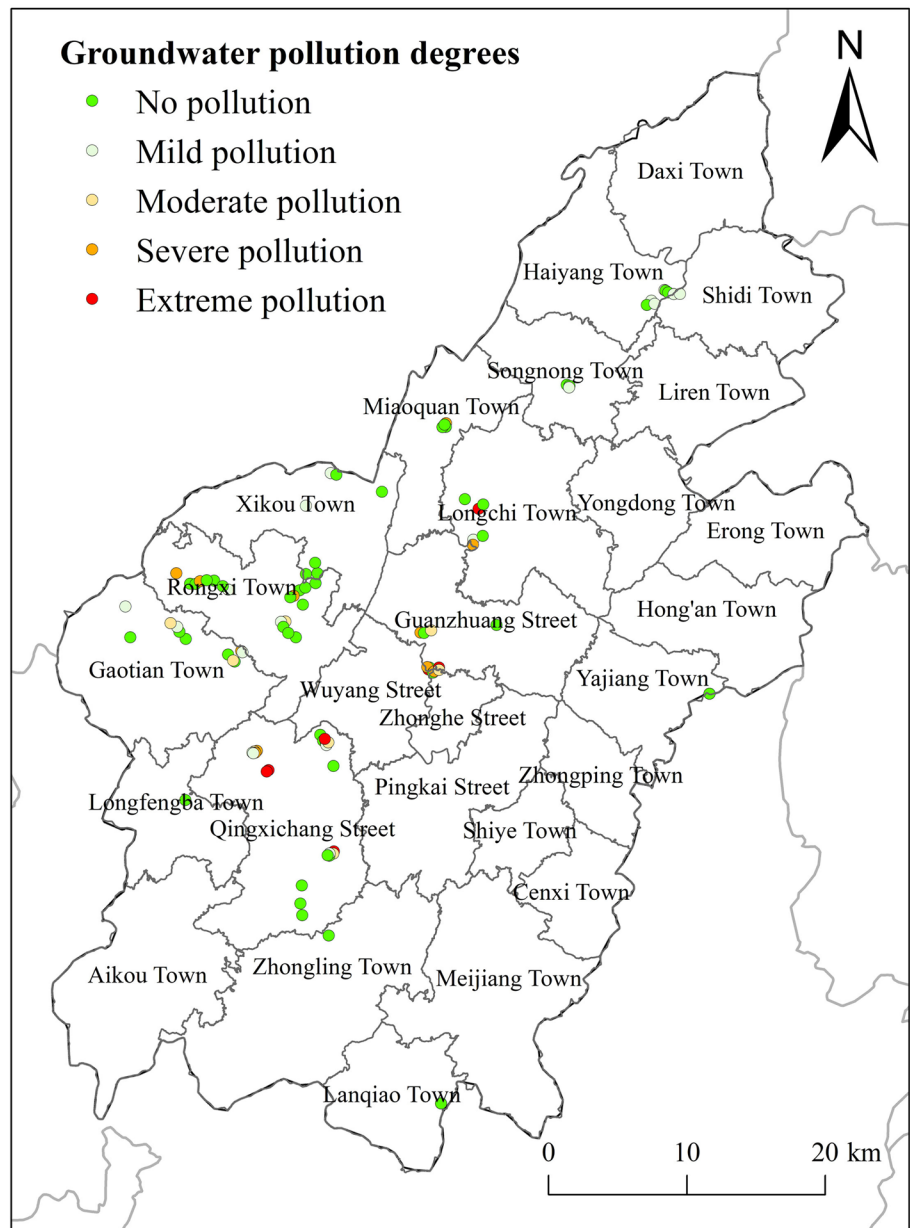 Groundwater pollution degrees
No pollution
Mild pollution
Moderate pollution
Severe pollution
Extreme pollution
N
Daxi Town
Haiyang Town
Shidi Town
Songnong Town
Liren Town
Miaoquan Town
Xikou Town
Longchi Town
Yongdong Town
Erong Town
Rongxi Town
Hong'an Town
Guanzhuang Street
Gaotian Town
Yajiang Town
Wuyang Street
Zhonghe Street
Zhongping Town
Pingkai Street
Longfengba Town
Qingxichang Street
Shiye Town
Cenxi Town
Aikou Town
Zhongling Town
Meijiang Town
Lanqiao Town
0 10 20 km